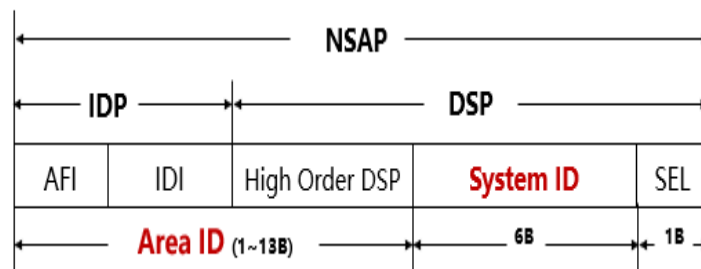 NSAP
IDP DSP
AFI IDI High Order DSP System ID SEL
Area ID (1~13B) 6B 1B